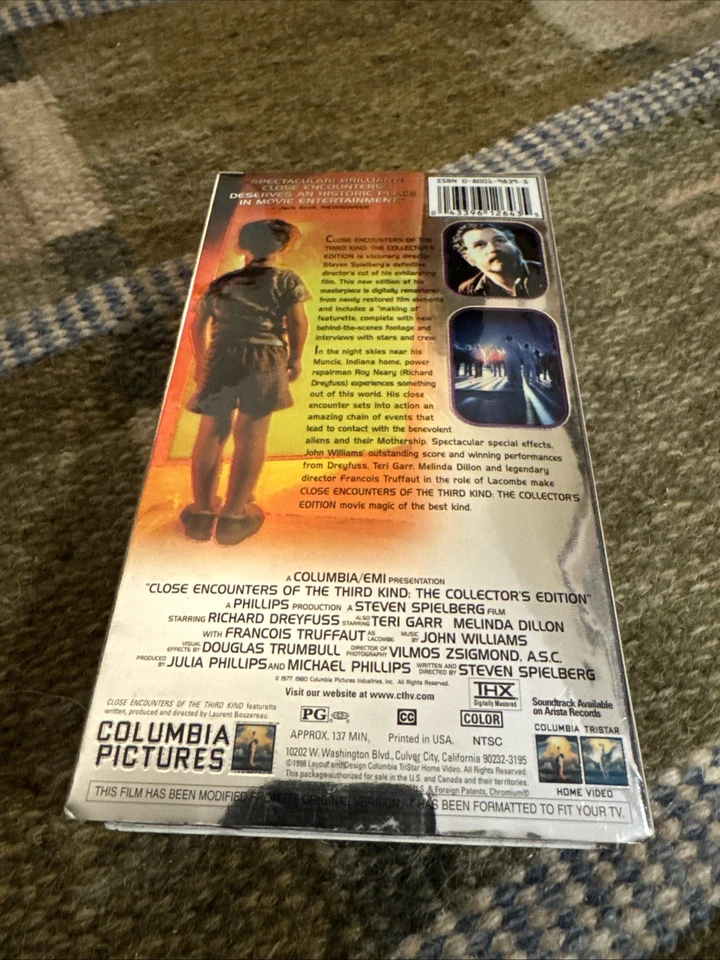 "SPECTACULAR! BRILLIANT!
CLOSE ENCOUNTERS
DESERVES AN HISTORIC PLACE
IN MOVIE ENTERTAINMENT."
– Jack Kroll, NEWSWEEK
ISBN 0-8001-9839-5
0 43396 12643 5
CLOSE ENCOUNTERS OF THE
THIRD KIND: THE COLLECTOR'S
EDITION is visionary director
Steven Spielberg's definitive
director's cut of his exhilarating
film. This new edition of his
masterpiece is digitally remastered
from newly restored film elements
and includes a "making of"
featurette, complete with new
behind-the-scenes footage and
interviews with stars and crew.
In the night skies near his
Muncie, Indiana home, power
repairman Roy Neary (Richard
Dreyfuss) experiences something
out of this world. His close
encounter sets into action an
amazing chain of events that
lead to contact with the benevolent
aliens and their Mothership. Spectacular special effects,
John Williams' outstanding score and winning performances
from Dreyfuss, Teri Garr, Melinda Dillon and legendary
director Francois Truffaut in the role of Lacombe make
CLOSE ENCOUNTERS OF THE THIRD KIND: THE COLLECTOR'S
EDITION movie magic of the best kind.
A COLUMBIA/EMI PRESENTATION
"CLOSE ENCOUNTERS OF THE THIRD KIND: THE COLLECTOR'S EDITION"
A PHILLIPS PRODUCTION A STEVEN SPIELBERG FILM
STARRING RICHARD DREYFUSS ALSO STARRING TERI GARR MELINDA DILLON
WITH FRANCOIS TRUFFAUT AS LACOMBE MUSIC BY JOHN WILLIAMS
VISUAL EFFECTS BY DOUGLAS TRUMBULL DIRECTOR OF PHOTOGRAPHY VILMOS ZSIGMOND, A.S.C.
PRODUCED BY JULIA PHILLIPS AND MICHAEL PHILLIPS WRITTEN AND DIRECTED BY STEVEN SPIELBERG
© 1977, 1980 Columbia Pictures Industries, Inc. All Rights Reserved.
Visit our website at www.cthv.com
THX
Digitally Mastered
CLOSE ENCOUNTERS OF THE THIRD KIND featurette
written, produced and directed by Laurent Bouzereau.
PG
CC
COLOR
Soundtrack Available
on Arista Records
APPROX. 137 MIN. Printed in USA. NTSC
COLUMBIA
PICTURES
COLUMBIA TRISTAR
HOME VIDEO
10202 W. Washington Blvd., Culver City, California 90232-3195
©1998 Layout and Design Columbia TriStar Home Video. All Rights Reserved.
This package authorized for sale in the U.S. and Canada and their territories.
U.S. & Foreign Patents, Chromium®
THIS FILM HAS BEEN MODIFIED FROM ITS ORIGINAL VERSION. IT HAS BEEN FORMATTED TO FIT YOUR TV.